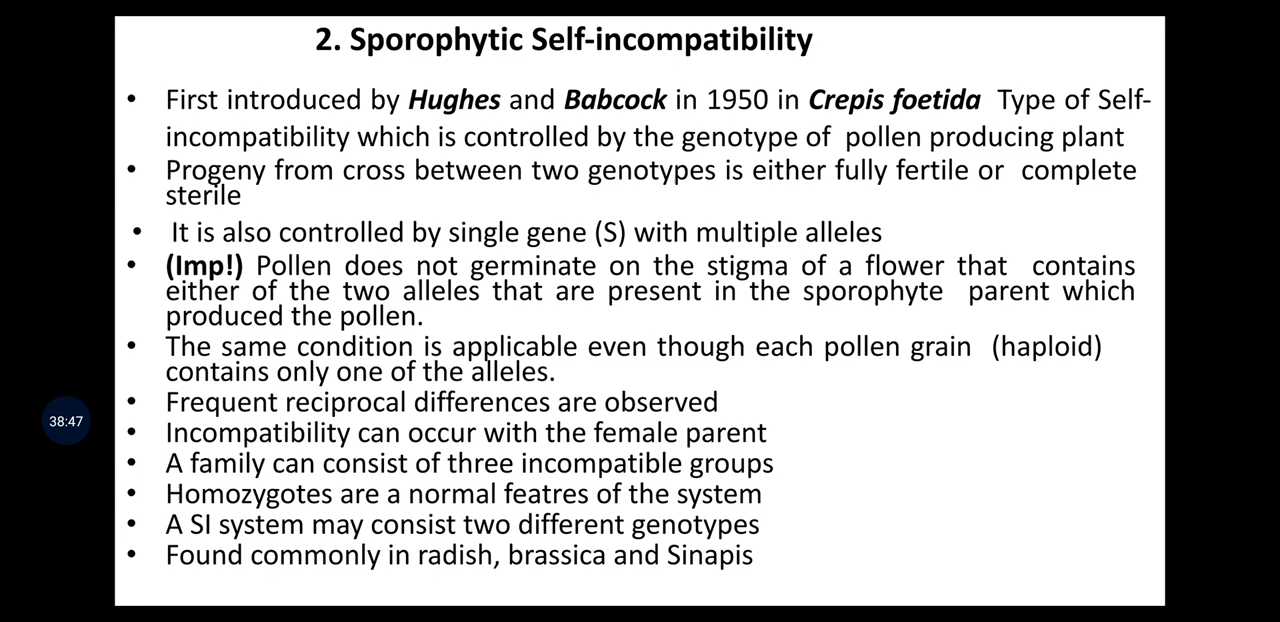 2. Sporophytic Self-incompatibility
• First introduced by Hughes and Babcock in 1950 in Crepis foetida Type of Self-
incompatibility which is controlled by the genotype of pollen producing plant
• Progeny from cross between two genotypes is either fully fertile or complete
sterile
• It is also controlled by single gene (S) with multiple alleles
• (Imp!) Pollen does not germinate on the stigma of a flower that contains
either of the two alleles that are present in the sporophyte parent which
produced the pollen.
• The same condition is applicable even though each pollen grain (haploid)
contains only one of the alleles.
• Frequent reciprocal differences are observed
38:47
• Incompatibility can occur with the female parent
• A family can consist of three incompatible groups
• Homozygotes are a normal featres of the system
• A SI system may consist two different genotypes
• Found commonly in radish, brassica and Sinapis